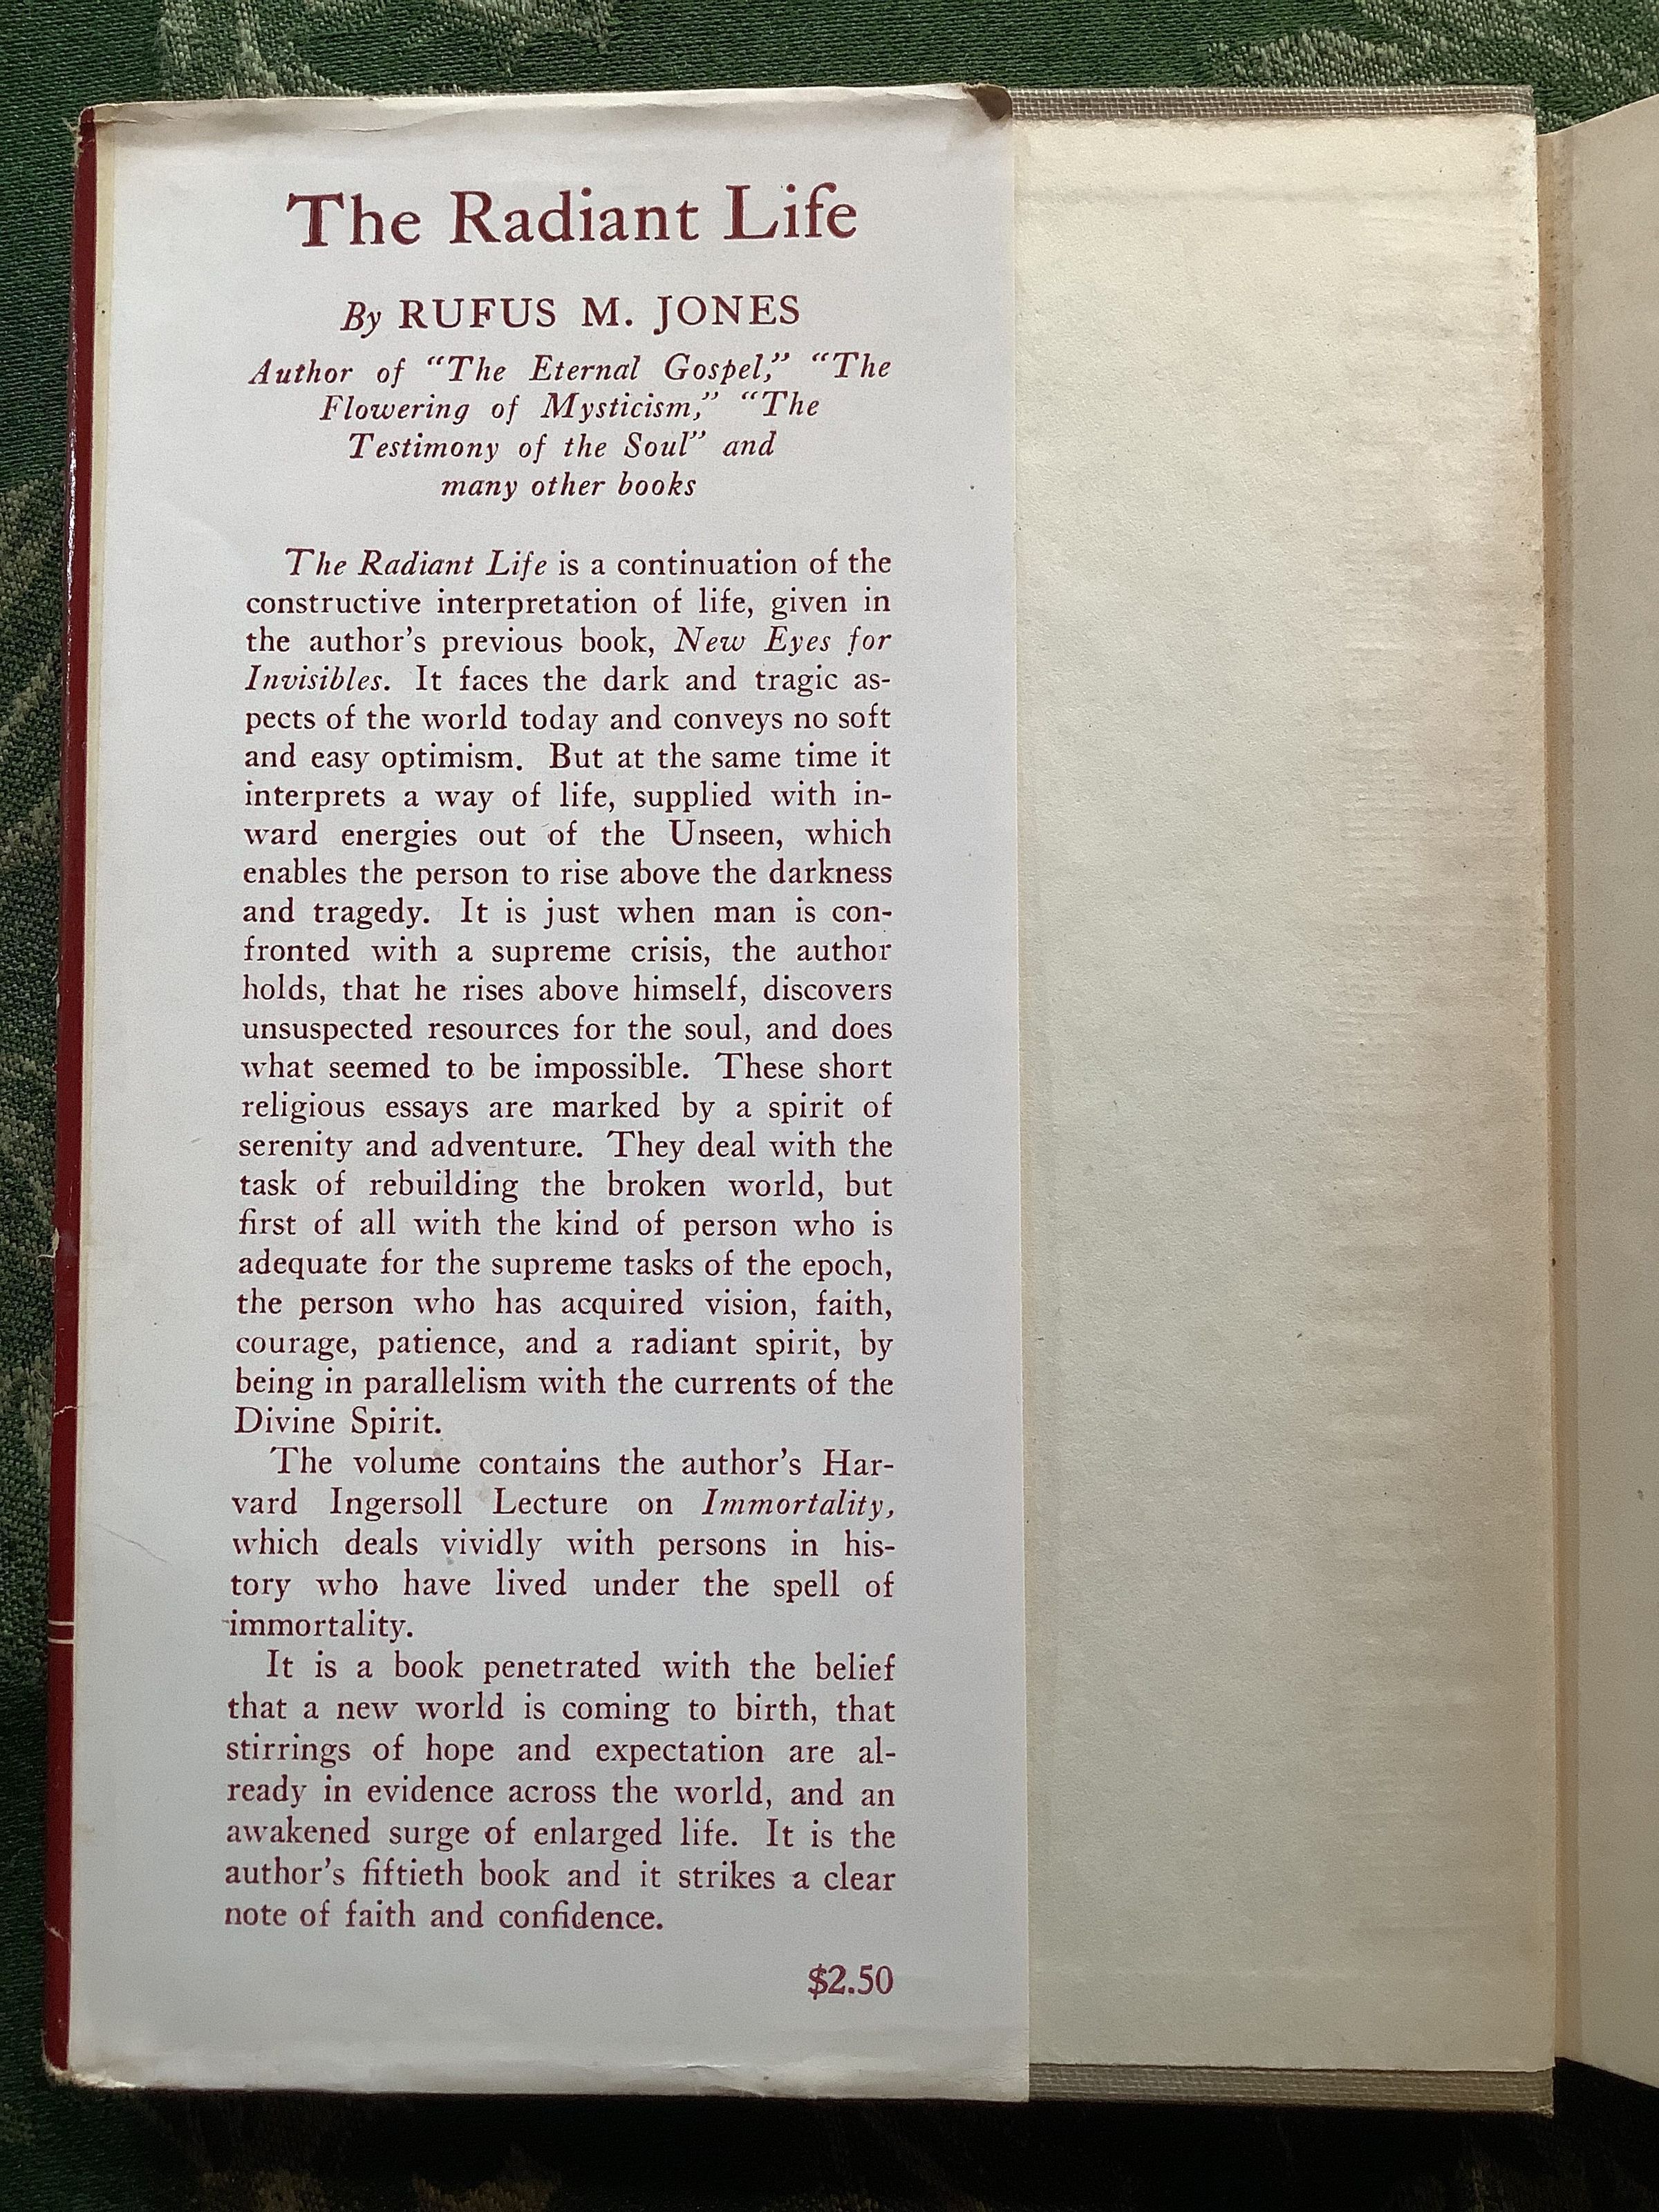 The Radiant Life
By RUFUS M. JONES
Author of “The Eternal Gospel,” “The
Flowering of Mysticism,” “The
Testimony of the Soul” and
many other books
The Radiant Life is a continuation of the
constructive interpretation of life, given in
the author’s previous book, New Eyes for
Invisibles. It faces the dark and tragic as-
pects of the world today and conveys no soft
and easy optimism. But at the same time it
interprets a way of life, supplied with in-
ward energies out of the Unseen, which
enables the person to rise above the darkness
and tragedy. It is just when man is con-
fronted with a supreme crisis, the author
holds, that he rises above himself, discovers
unsuspected resources for the soul, and does
what seemed to be impossible. These short
religious essays are marked by a spirit of
serenity and adventure. They deal with the
task of rebuilding the broken world, but
first of all with the kind of person who is
adequate for the supreme tasks of the epoch,
the person who has acquired vision, faith,
courage, patience, and a radiant spirit, by
being in parallelism with the currents of the
Divine Spirit.
The volume contains the author’s Har-
vard Ingersoll Lecture on Immortality,
which deals vividly with persons in his-
tory who have lived under the spell of
immortality.
It is a book penetrated with the belief
that a new world is coming to birth, that
stirrings of hope and expectation are al-
ready in evidence across the world, and an
awakened surge of enlarged life. It is the
author’s fiftieth book and it strikes a clear
note of faith and confidence.
$2.50